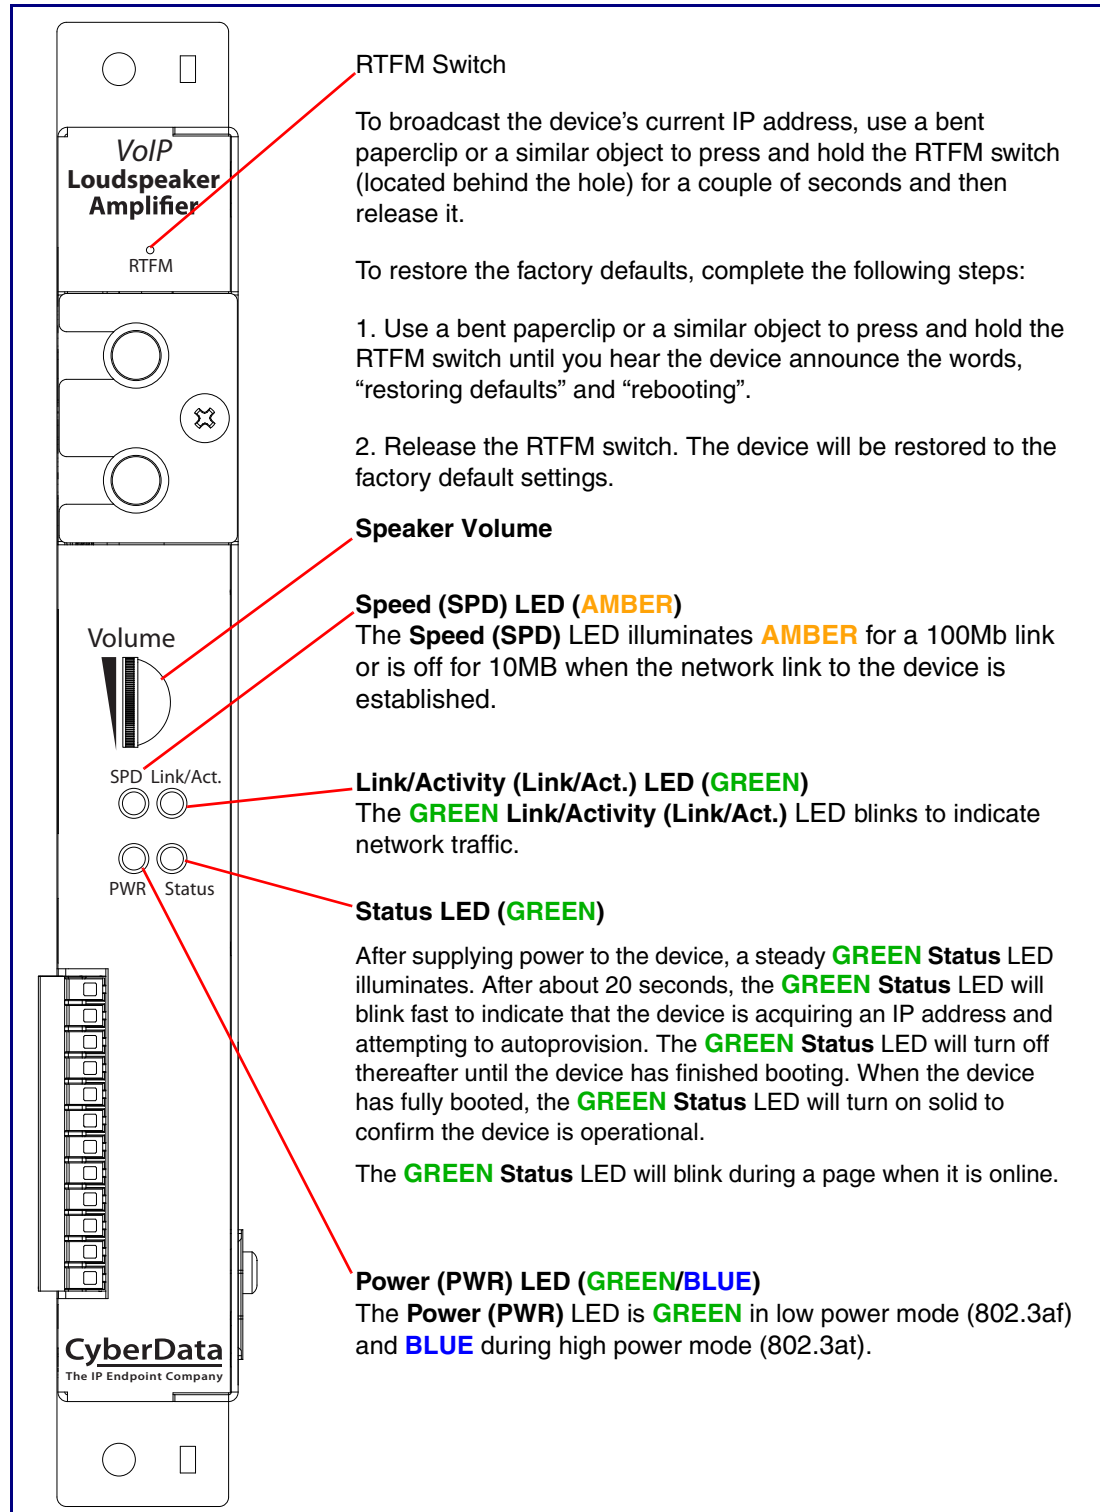 VoIP
Loudspeaker
Amplifier
RTFM
Volume
SPD Link/Act.
PWR Status
CyberData
The IP Endpoint Company
RTFM Switch
To broadcast the device's current IP address, use a bent
paperclip or a similar object to press and hold the RTFM switch
(located behind the hole) for a couple of seconds and then
release it.
To restore the factory defaults, complete the following steps:
1. Use a bent paperclip or a similar object to press and hold the
RTFM switch until you hear the device announce the words,
“restoring defaults” and “rebooting”.
2. Release the RTFM switch. The device will be restored to the
factory default settings.
Speaker Volume
Speed (SPD) LED (AMBER)
The Speed (SPD) LED illuminates AMBER for a 100Mb link
or is off for 10MB when the network link to the device is
established.
Link/Activity (Link/Act.) LED (GREEN)
The GREEN Link/Activity (Link/Act.) LED blinks to indicate
network traffic.
Status LED (GREEN)
After supplying power to the device, a steady GREEN Status LED
illuminates. After about 20 seconds, the GREEN Status LED will
blink fast to indicate that the device is acquiring an IP address and
attempting to autoprovision. The GREEN Status LED will turn off
thereafter until the device has finished booting. When the device
has fully booted, the GREEN Status LED will turn on solid to
confirm the device is operational.
The GREEN Status LED will blink during a page when it is online.
Power (PWR) LED (GREEN/BLUE)
The Power (PWR) LED is GREEN in low power mode (802.3af)
and BLUE during high power mode (802.3at).